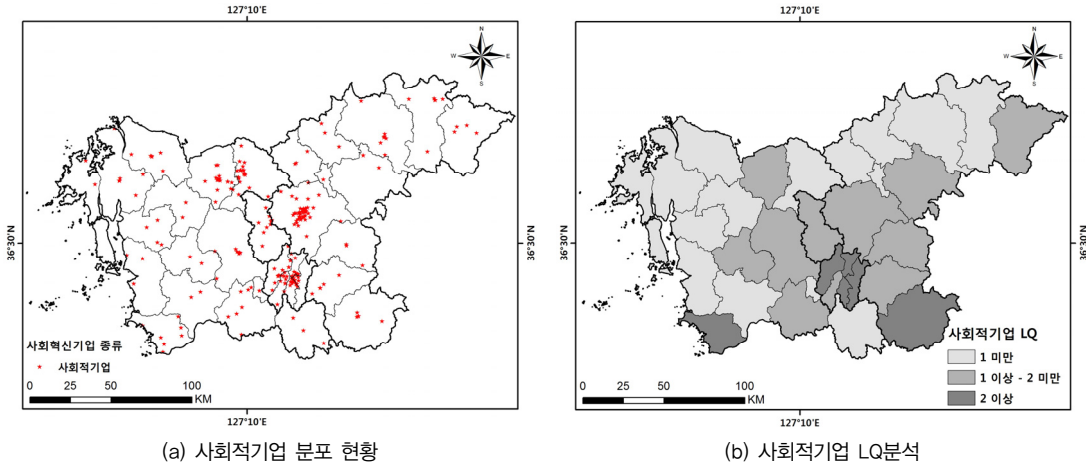 127°10'E
127°10'E
N
W E
S
N
W E
S
36°30'N
36°30'N
36°30'N
36°30'N
사회혁신기업 종류
사회적기업
0 25 50 100
KM
사회적기업 LQ
1 미만
1 이상 - 2 미만
2 이상
0 25 50 100
KM
127°10'E
127°10'E
(a) 사회적기업 분포 현황
(b) 사회적기업 LQ분석